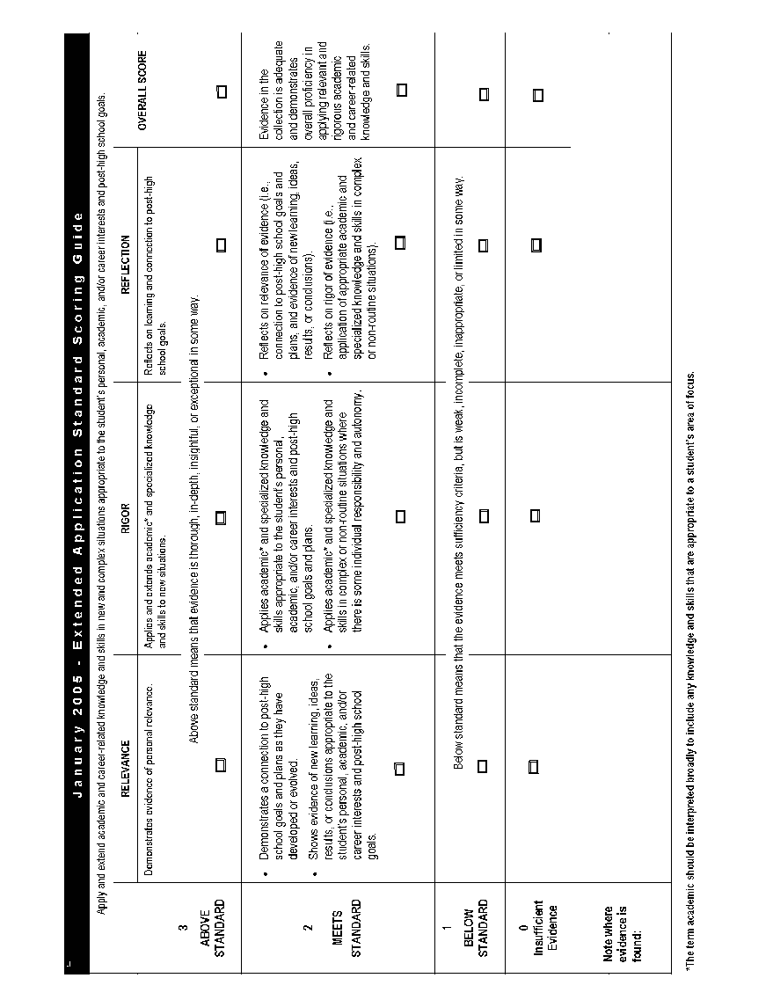 January 2005 - Extended Application Standard Scoring Guide
Apply and extend academic and career-related knowledge and skills in new and complex situations appropriate to the student's personal, academic, and/or career interests and post-high school goals.
RELEVANCE
RIGOR
REFLECTION
OVERALL SCORE
Demonstrates evidence of personal relevance.
Applies and extends academic* and specialized knowledge
and skills to new situations.
Reflects on learning and connection to post-high
school goals.
3
ABOVE
STANDARD
Above standard means that evidence is thorough, in-depth, insightful, or exceptional in some way.
2
MEETS
STANDARD
• Demonstrates a connection to post-high
school goals and plans as they have
developed or evolved.
• Shows evidence of new learning, ideas,
results, or conclusions appropriate to the
student's personal, academic, and/or
career interests and post-high school
goals.
• Applies academic* and specialized knowledge and
skills appropriate to the student's personal,
academic, and/or career interests and post-high
school goals and plans.
• Applies academic* and specialized knowledge and
skills in complex or non-routine situations where
there is some individual responsibility and autonomy.
• Reflects on relevance of evidence (i.e.,
connection to post-high school goals and
plans, and evidence of new learning, ideas,
results, or conclusions).
• Reflects on rigor of evidence (i.e.,
application of appropriate academic and
specialized knowledge and skills in complex
or non-routine situations).
Evidence in the
collection is adequate
and demonstrates
overall proficiency in
applying relevant and
rigorous academic
and career-related
knowledge and skills.
1
BELOW
STANDARD
Below standard means that the evidence meets sufficiency criteria, but is weak, incomplete, inappropriate, or limited in some way.
0
Insufficient
Evidence
Note where
evidence is
found:
*The term academic should be interpreted broadly to include any knowledge and skills that are appropriate to a student's area of focus.